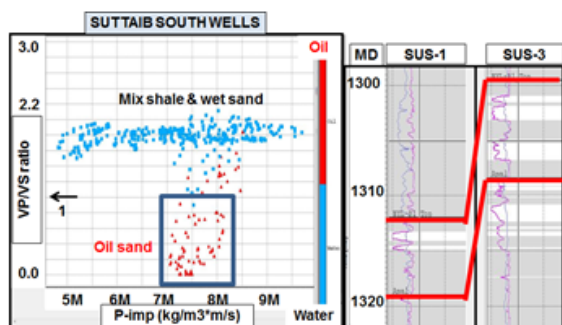 SUTTAIB SOUTH WELLS
3.0
2.2
VP/VS ratio
1
0.0
Mix shale & wet sand
Oil sand
5M 6M 7M 8M 9M
P-imp (kg/m3*m/s)
Oil
Water
MD SUS-1 SUS-3
1300
1310
1320